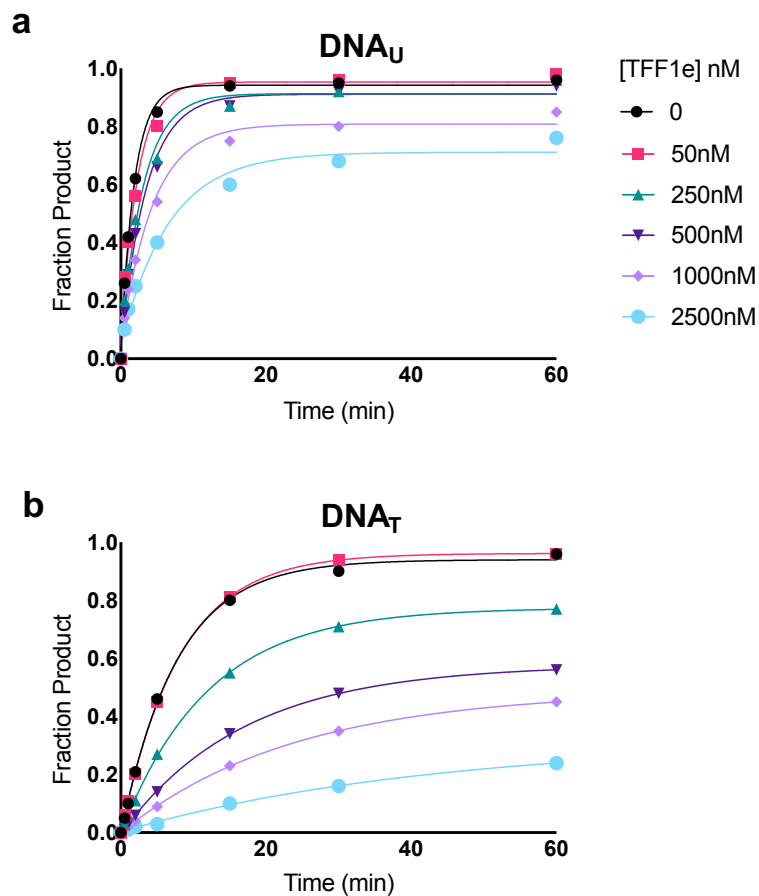 a
DNAU
[TFF1e] nM
1.0
0.8
0.6
0.4
0.2
0.0
Fraction Product
0
20
40
60
Time (min)
0
50nM
250nM
500nM
1000nM
2500nM
b
DNAT
1.0
0.8
0.6
0.4
0.2
0.0
Fraction Product
0
20
40
60
Time (min)